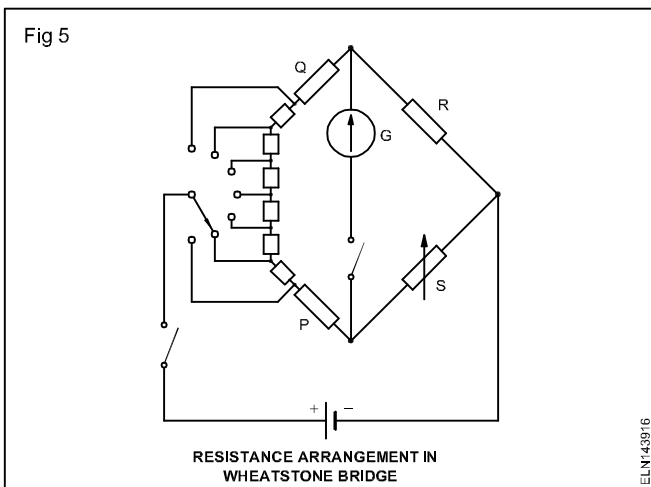 Fig 5
Q
R
G
S
P
+ −
RESISTANCE ARRANGEMENT IN
WHEATSTONE BRIDGE
ELN143916